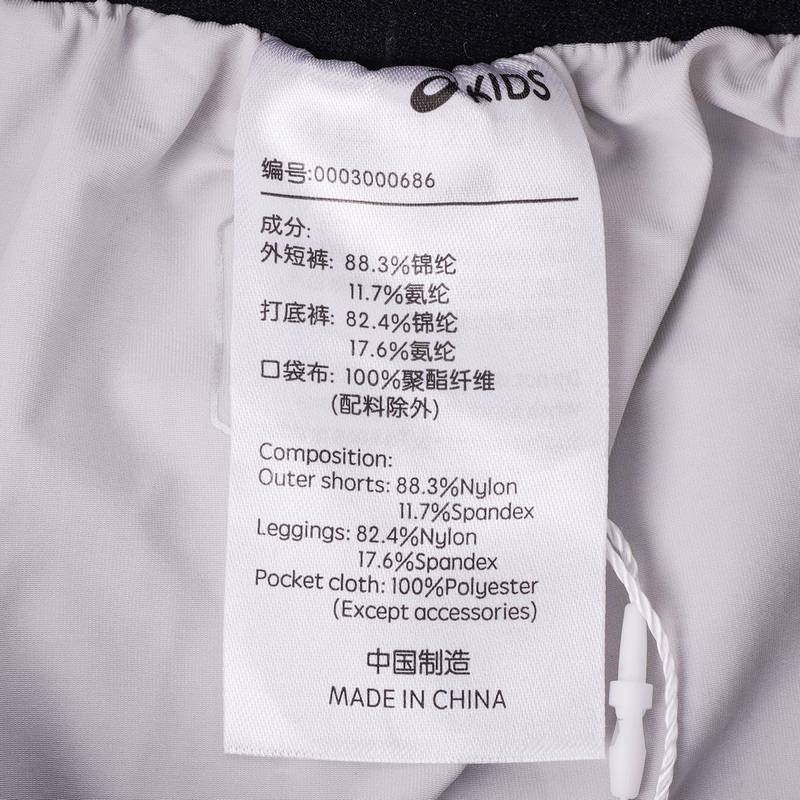 KIDS
编号:0003000686
成分:
外短裤: 88.3%锦纶
11.7%氨纶
打底裤: 82.4%锦纶
17.6%氨纶
口袋布: 100%聚酯纤维
(配料除外)
Composition:
Outer shorts: 88.3%Nylon
11.7%Spandex
Leggings: 82.4%Nylon
17.6%Spandex
Pocket cloth: 100%Polyester
(Except accessories)
中国制造
MADE IN CHINA